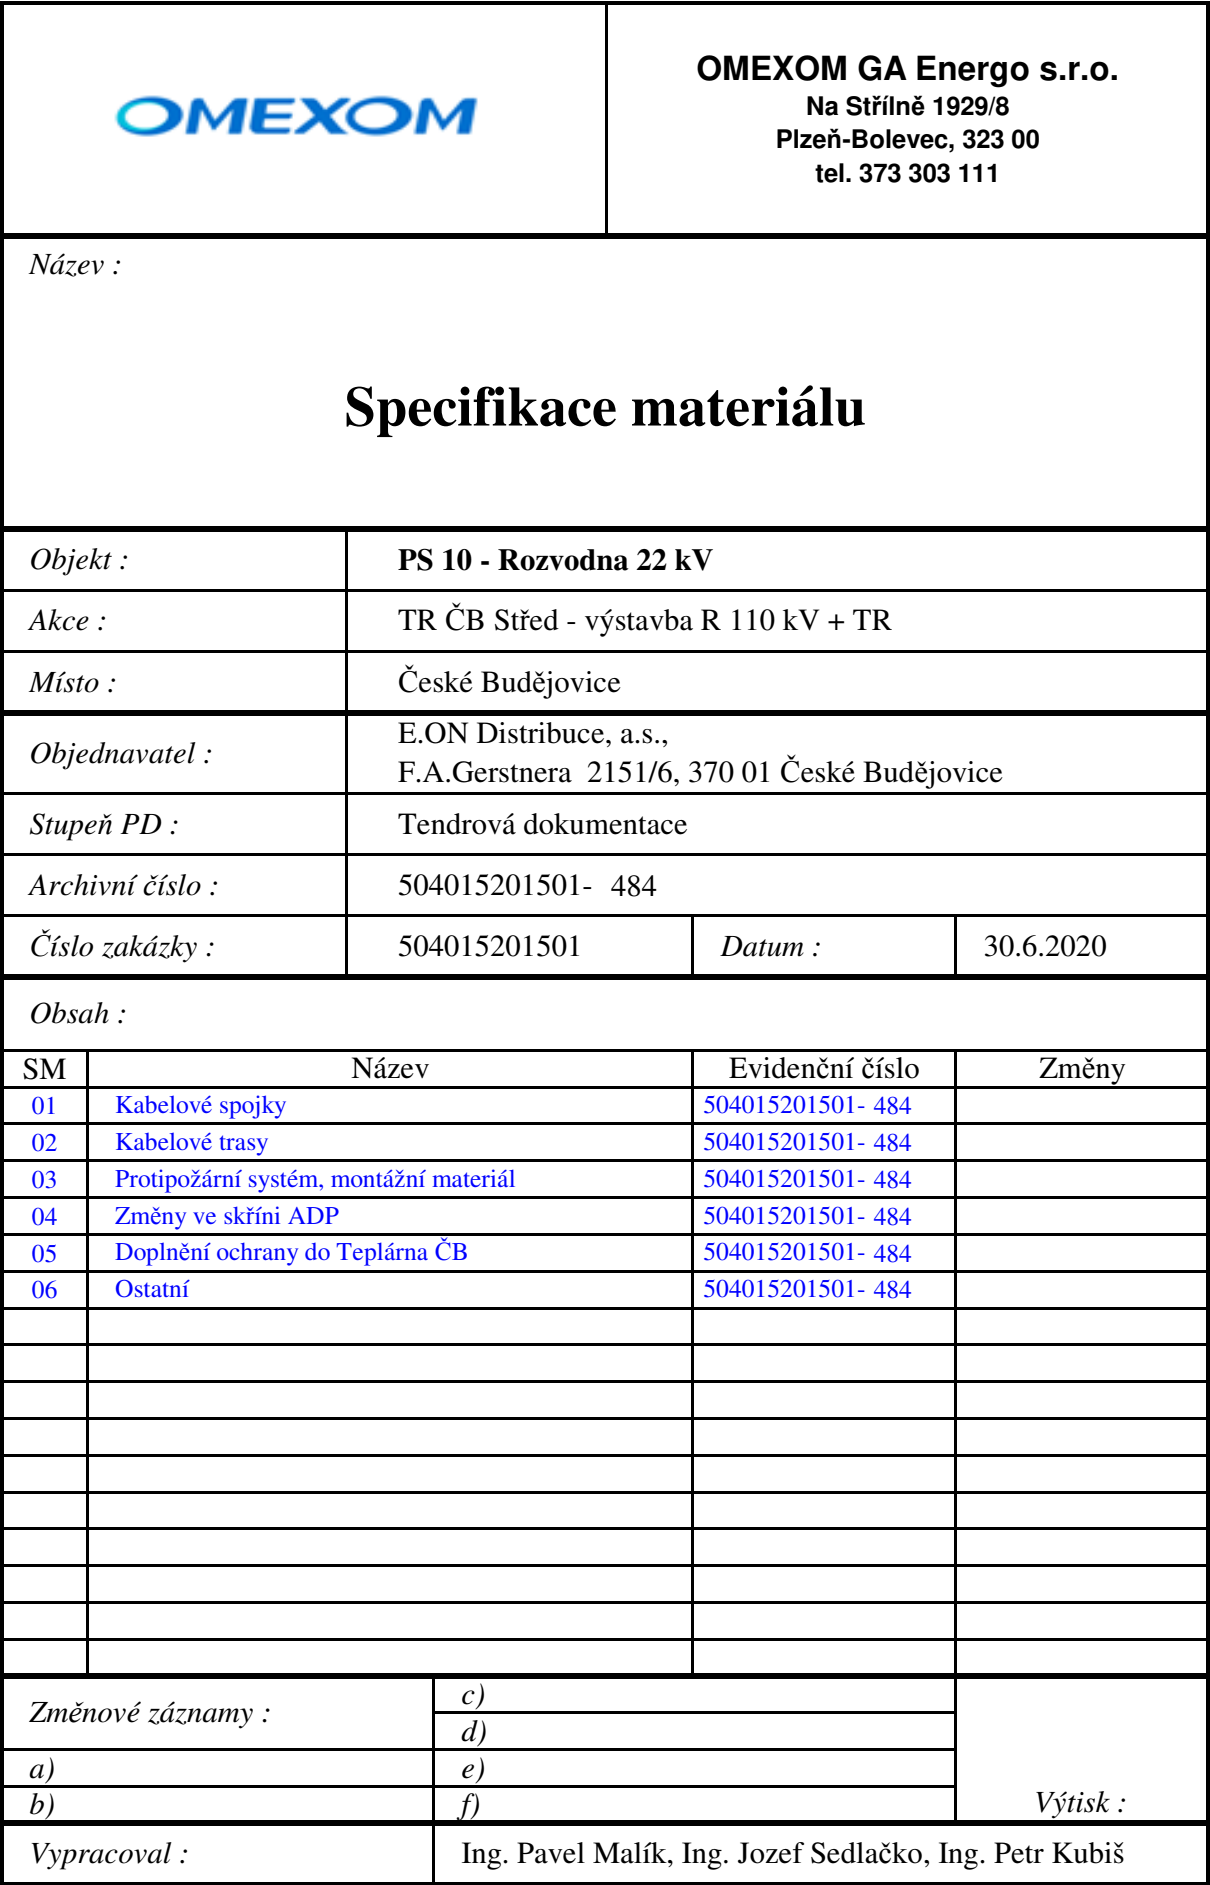 OMEXOM
OMEXOM GA Energo s.r.o.
Na Střílně 1929/8
Plzeň-Bolevec, 323 00
tel. 373 303 111
Název :
Specifikace materiálu
Objekt : PS 10 - Rozvodna 22 kV
Akce : TR ČB Střed - výstavba R 110 kV + TR
Místo : České Budějovice
Objednavatel : E.ON Distribuce, a.s.,
F.A.Gerstnera 2151/6, 370 01 České Budějovice
Stupeň PD : Tendrová dokumentace
Archivní číslo : 504015201501- 484
Číslo zakázky : 504015201501 Datum : 30.6.2020
Obsah :
SM Název Evidenční číslo Změny
01 Kabelové spojky 504015201501- 484
02 Kabelové trasy 504015201501- 484
03 Protipožární systém, montážní materiál 504015201501- 484
04 Změny ve skříni ADP 504015201501- 484
05 Doplnění ochrany do Teplárna ČB 504015201501- 484
06 Ostatní 504015201501- 484
Změnové záznamy :
c)
d)
a) e)
b) f)
Výtisk :
Vypracoval : Ing. Pavel Malík, Ing. Jozef Sedlačko, Ing. Petr Kubiš